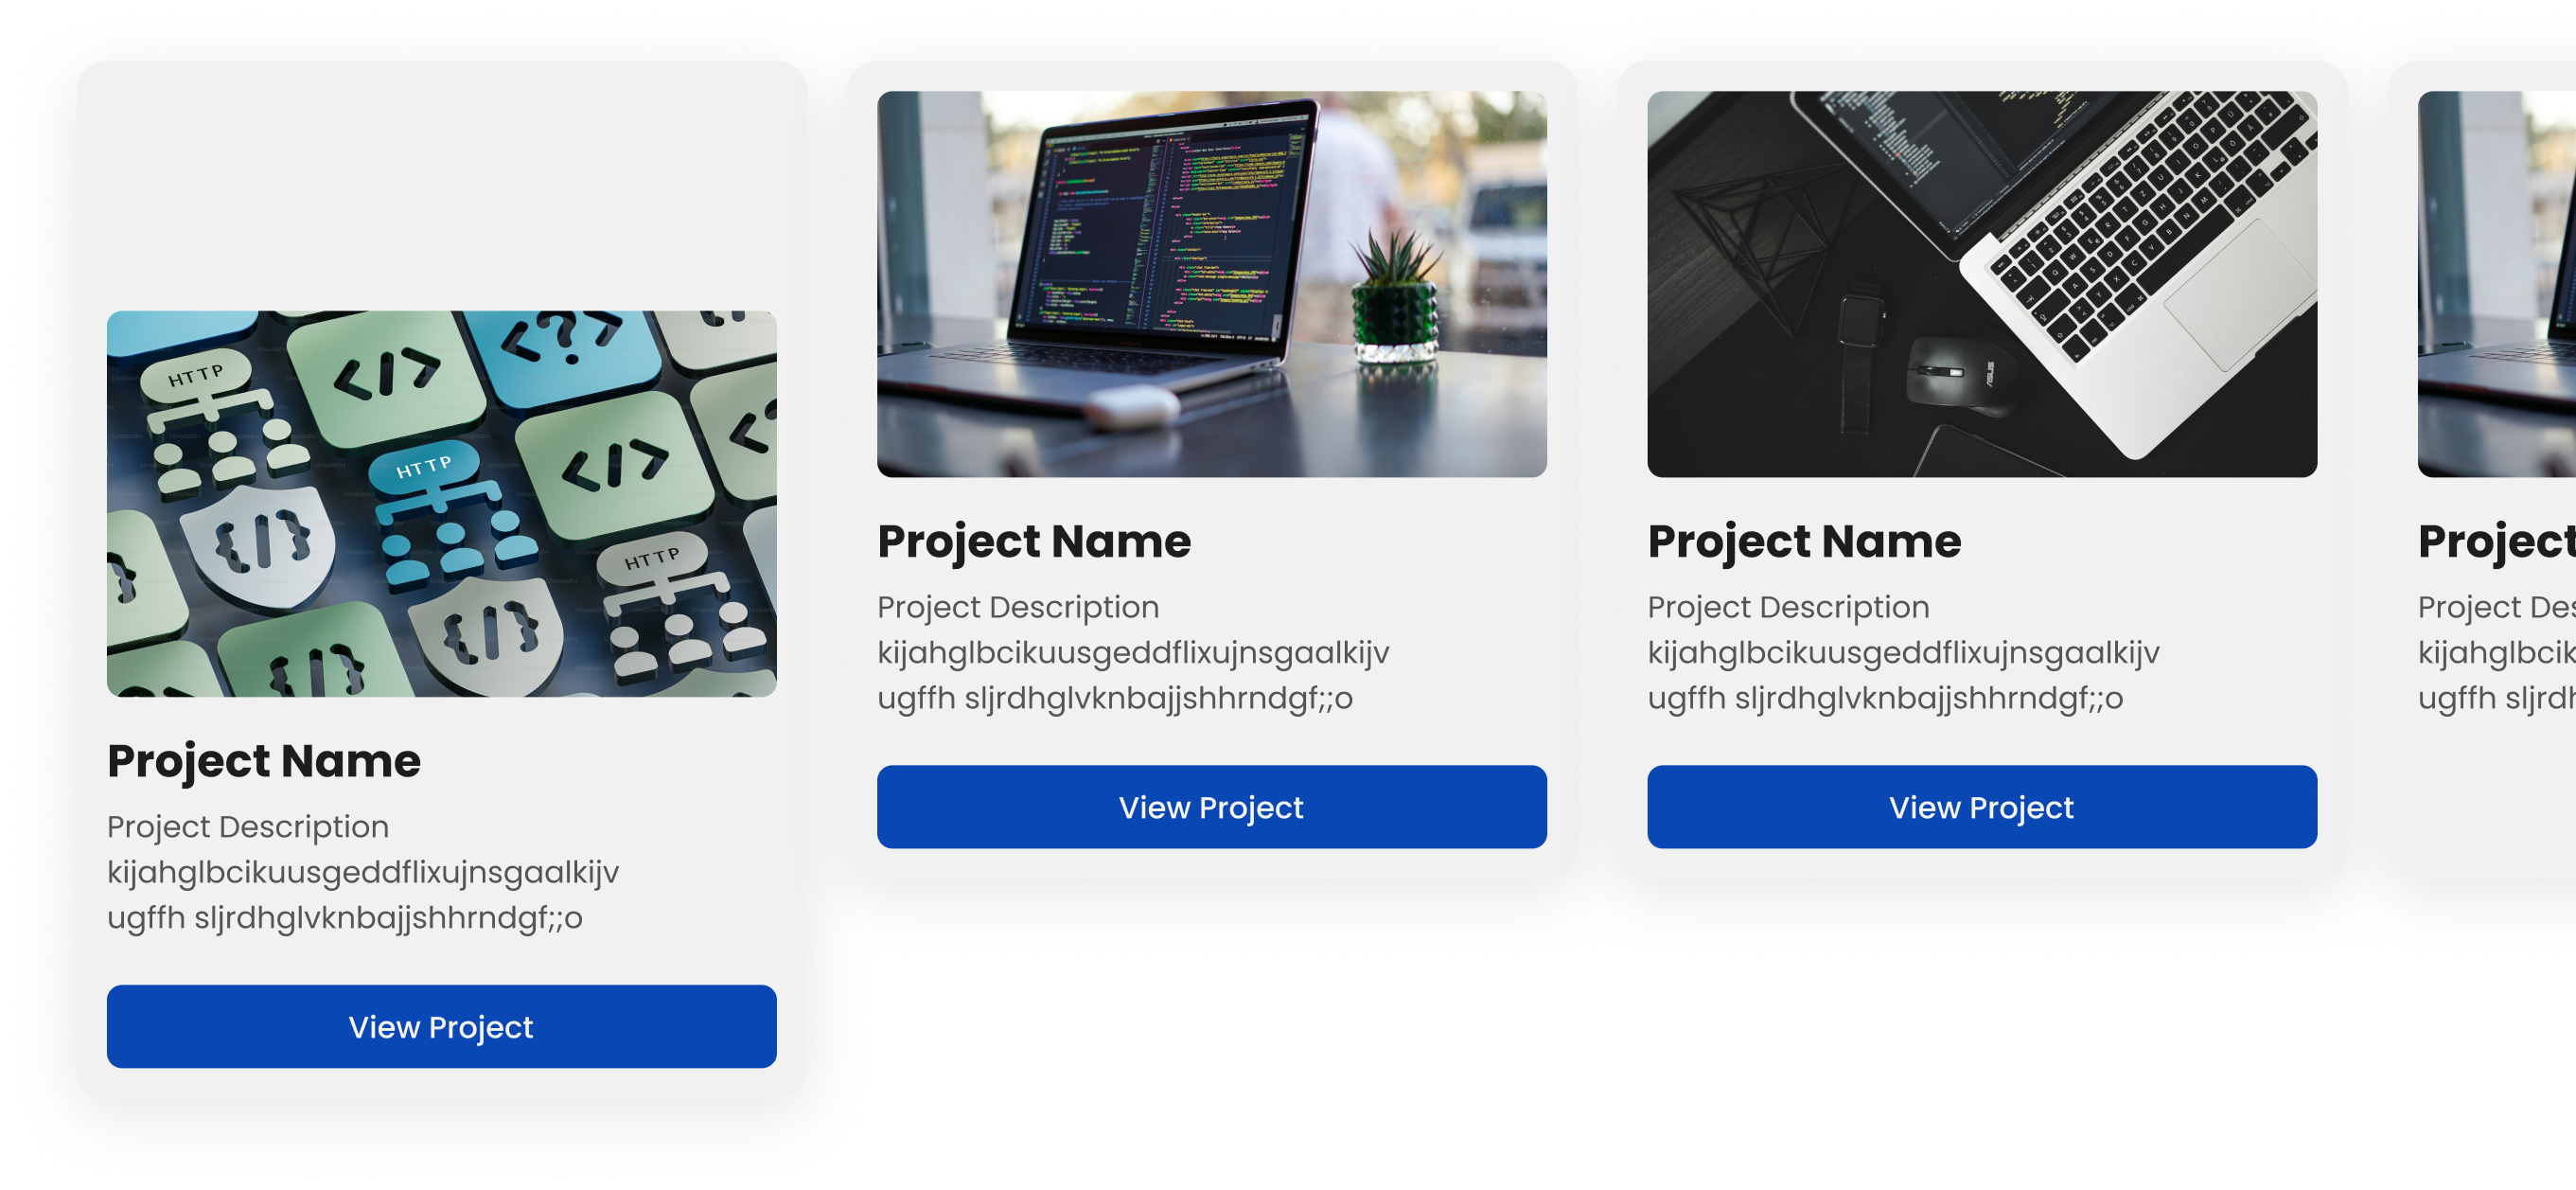 HTTP
HTTP
HTTP
Project Name
Project Description
kijahglbcikuusgeddflixujnsgaalkijv
ugffh sljrdhglvknbajjshhrndgf;;o
View Project
ASUS
Project Name
Project Description
kijahglbcikuusgeddflixujnsgaalkijv
ugffh sljrdhglvknbajjshhrndgf;;o
View Project
Project Name
Project Description
kijahglbcikuusgeddflixujnsgaalkijv
ugffh sljrdhglvknbajjshhrndgf;;o
View Project
Project
Project Des
kijahglbcik
ugffh sljrdh